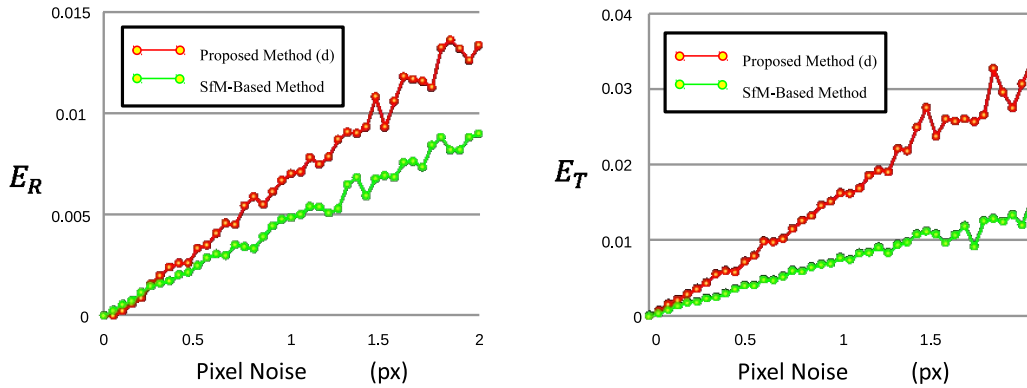 0.015
Proposed Method (d)
SfM-Based Method
0.01
E_R
0.005
0
0 0.5 1 1.5 2
Pixel Noise (px)
0.04
Proposed Method (d)
SfM-Based Method
0.03
0.02
E_T
0.01
0
0 0.5 1 1.5
Pixel Noise (px)